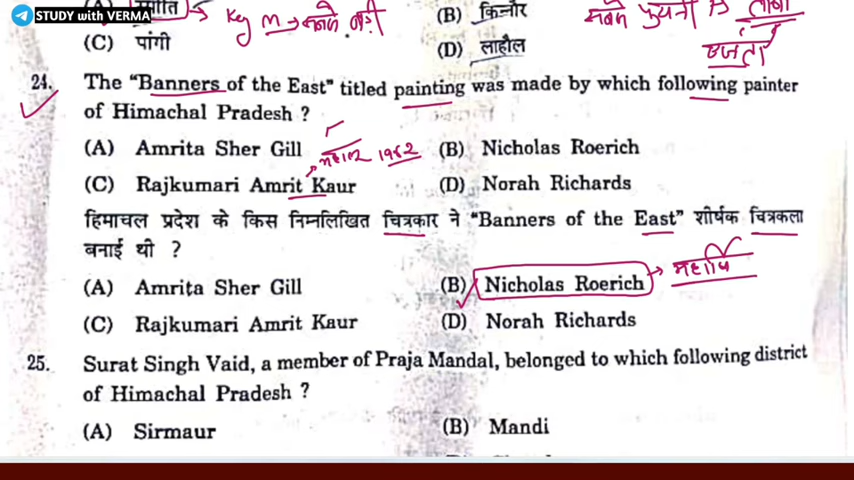 STUDY with VERMA
(A) स्पीति
(B) किन्नौर
(C) पांगी
(D) लाहौल
24. The "Banners of the East" titled painting was made by which following painter
of Himachal Pradesh ?
(A) Amrita Sher Gill
(B) Nicholas Roerich
(C) Rajkumari Amrit Kaur
(D) Norah Richards
हिमाचल प्रदेश के किस निम्नलिखित चित्रकार ने "Banners of the East" शीर्षक चित्रकला
बनाई थी ?
(A) Amrita Sher Gill
(B) Nicholas Roerich
महर्षि
(C) Rajkumari Amrit Kaur
(D) Norah Richards
25. Surat Singh Vaid, a member of Praja Mandal, belonged to which following district
of Himachal Pradesh ?
(A) Sirmaur
(B) Mandi